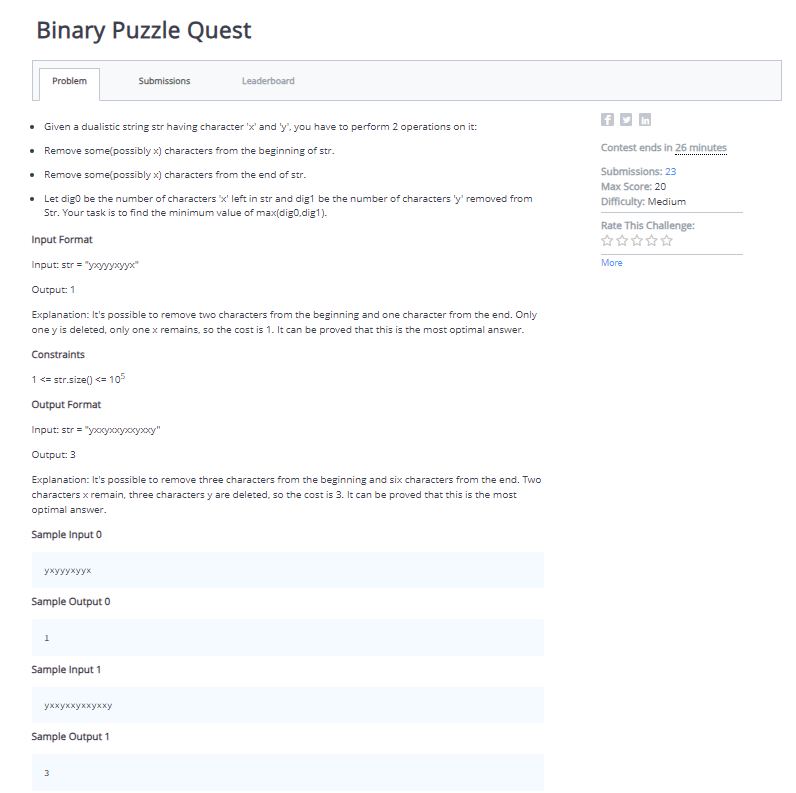 Binary Puzzle Quest
Problem
Submissions
Leaderboard
Given a dualistic string str having character 'x' and 'y', you have to perform 2 operations on it:
Remove some(possibly x) characters from the beginning of str.
Remove some(possibly x) characters from the end of str.
Let dig0 be the number of characters 'x' left in str and dig1 be the number of characters 'y' removed from
Str. Your task is to find the minimum value of max(dig0,dig1).
Input Format
Input: str = "yxyyyxyyx"
Output: 1
Explanation: It's possible to remove two characters from the beginning and one character from the end. Only
one y is deleted, only one x remains, so the cost is 1. It can be proved that this is the most optimal answer.
Constraints
1 <= str.size() <= 10^5
Output Format
Input: str = "yxxyxxyxxyxxy"
Output: 3
Explanation: It's possible to remove three characters from the beginning and six characters from the end. Two
characters x remain, three characters y are deleted, so the cost is 3. It can be proved that this is the most
optimal answer.
Sample Input 0
yxyyyxyyx
Sample Output 0
1
Sample Input 1
yxxyxxyxxyxxy
Sample Output 1
3
Contest ends in 26 minutes
Submissions: 23
Max Score: 20
Difficulty: Medium
Rate This Challenge:
More